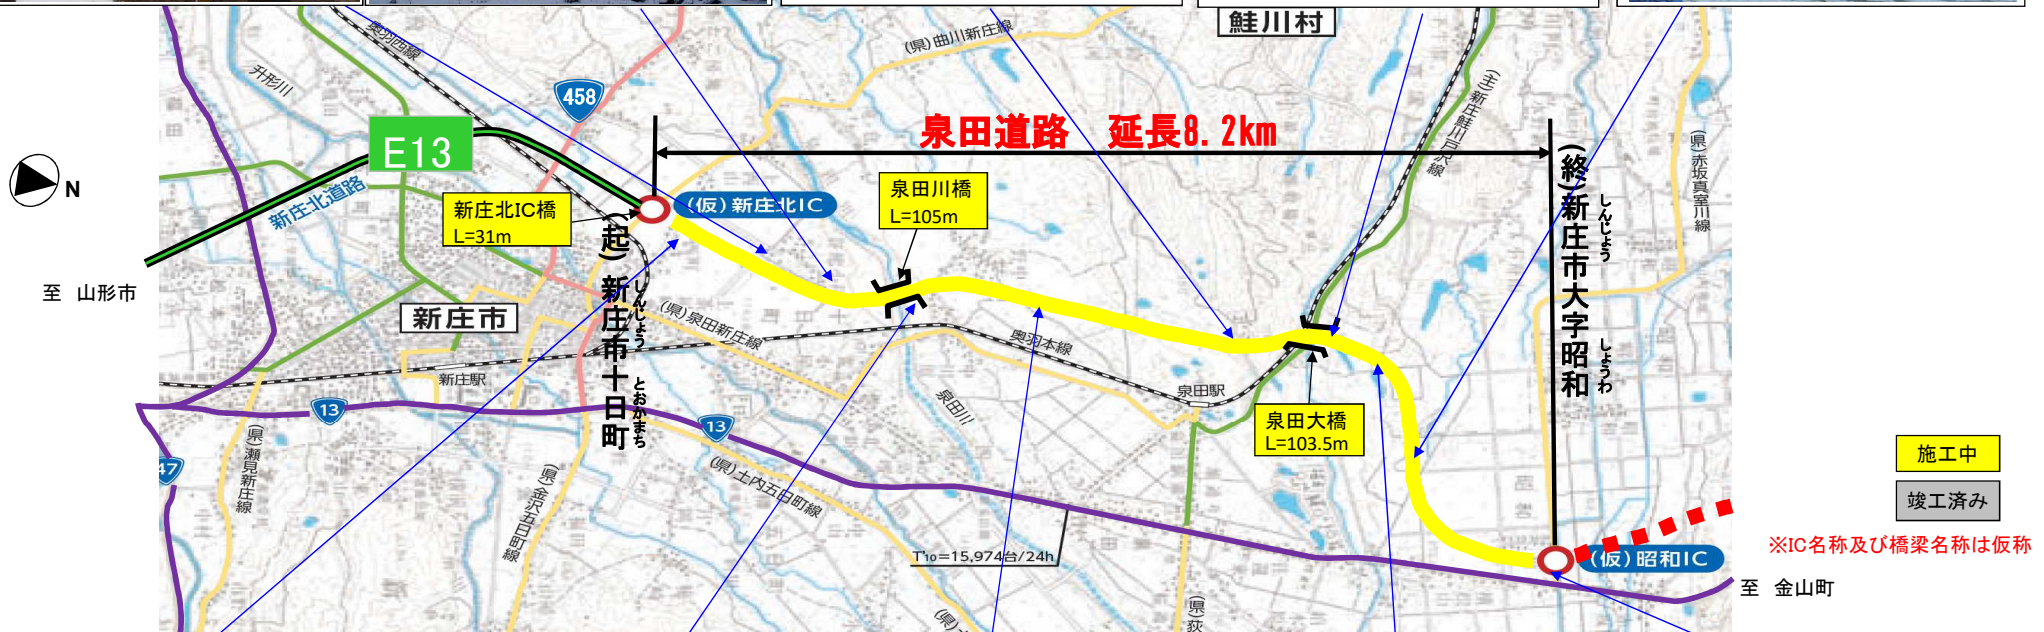 鮭川村
奥羽西線
升形川
(県)曲川新庄線
458
(主)新庄鮭川戸沢線
泉田道路 延長8.2km
E13
N
(県)赤坂真室川線
新庄北道路
新庄北IC橋
L=31m
(仮)新庄北IC
泉田川橋
L=105m
(終)新庄市大字昭和
しんじょう
しょうわ
至 山形市
(起)新庄市十日町
しんじょう
とおかまち
新庄市
(県)泉田新庄線
奥羽本線
新庄駅
泉田駅
泉田川
13
13
泉田大橋
L=103.5m
47
(県)瀬見新庄線
(県)金沢五日町線
(県)土内五日町線
施工中
竣工済み
T'10=15,974台/24h
(仮)昭和IC
※IC名称及び橋梁名称は仮称
至 金山町